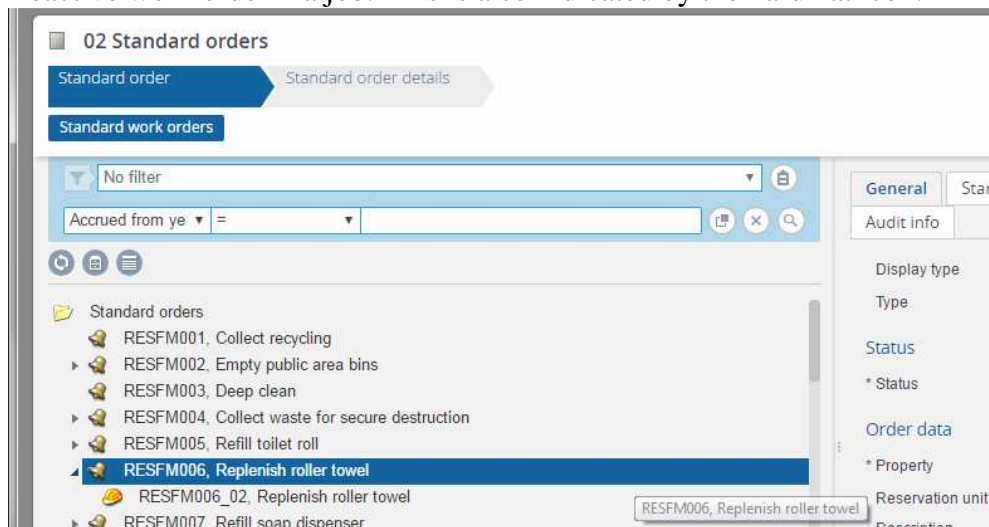 02 Standard orders
Standard order
Standard order details
Standard work orders
No filter
Accrued from ye =
General
Audit info
Display type
Type
Status
* Status
Order data
* Property
Reservation unit
Standard orders
RESFM001, Collect recycling
RESFM002, Empty public area bins
RESFM003, Deep clean
RESFM004, Collect waste for secure destruction
RESFM005, Refill toilet roll
RESFM006, Replenish roller towel
RESFM006_02, Replenish roller towel
RESFM006, Replenish roller towel
RESFM007, Refill soap dispenser